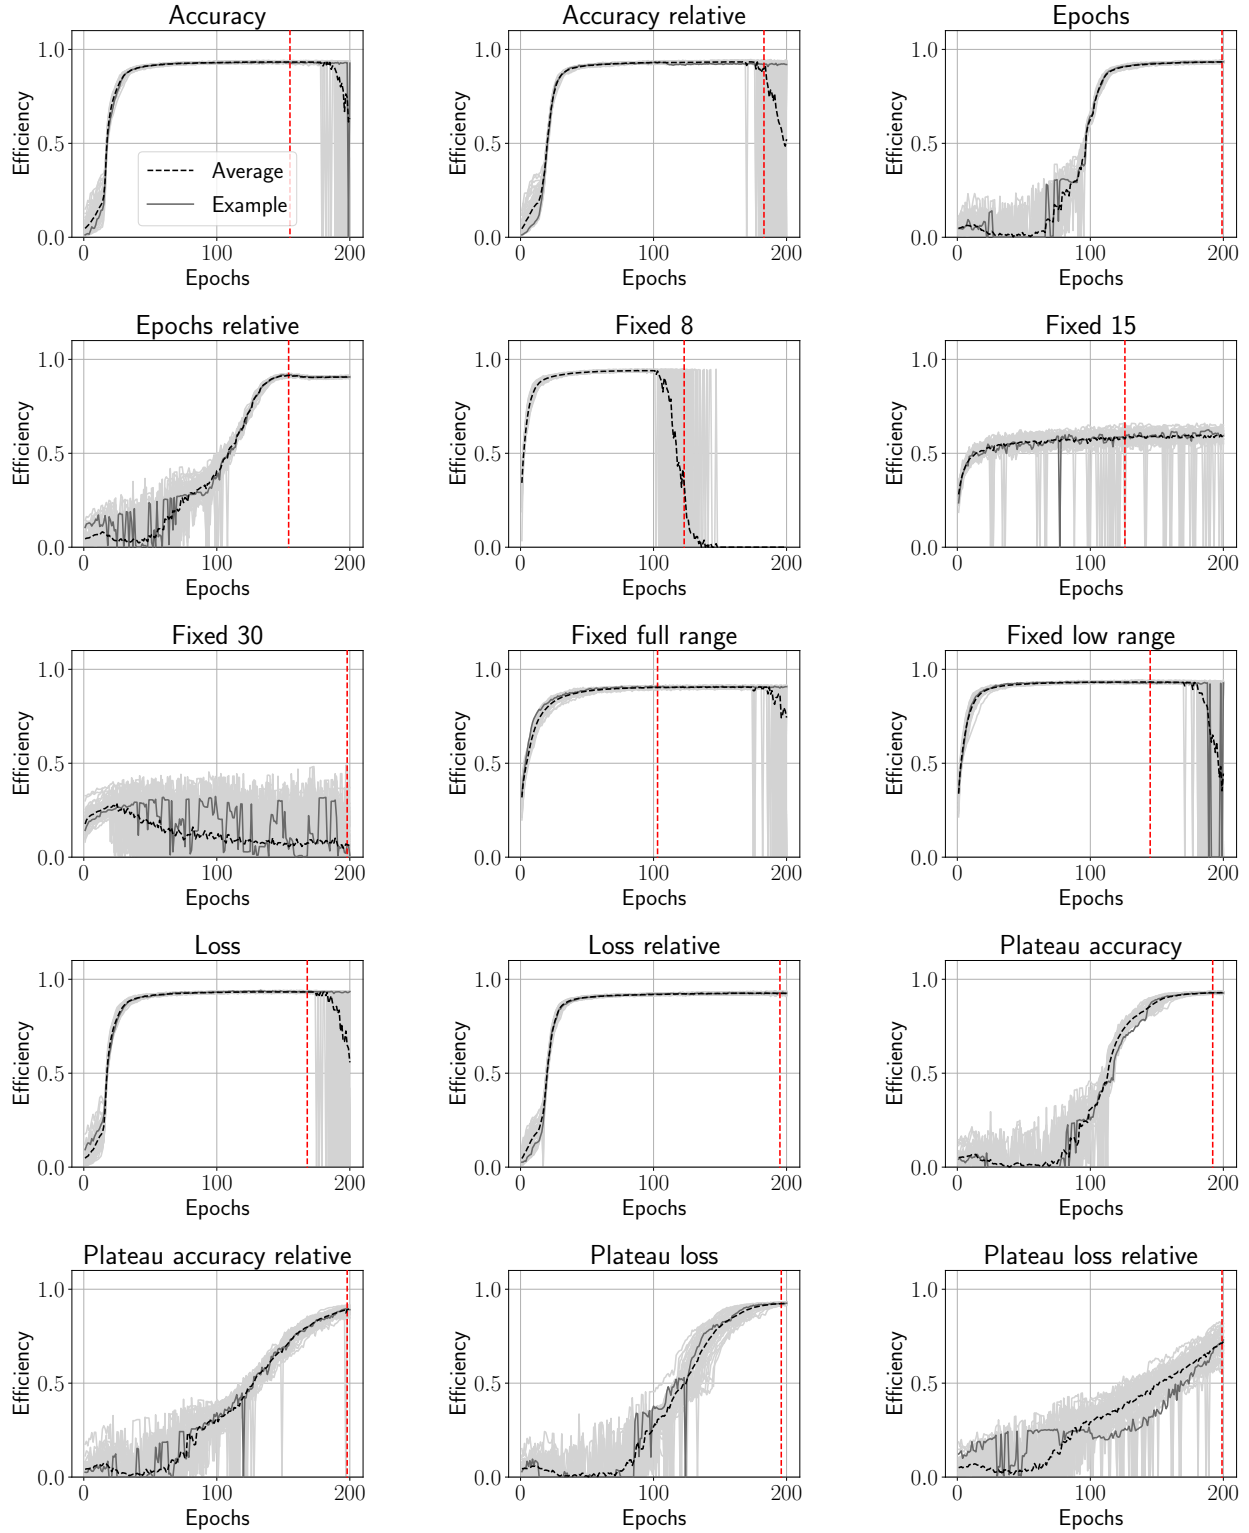 Accuracy
Accuracy relative
Epochs
1.0
0.5
0.0
Efficiency
Average
Example
0
100
200
Epochs
1.0
0.5
0.0
Efficiency
0
100
200
Epochs
1.0
0.5
0.0
Efficiency
0
100
200
Epochs
Epochs relative
Fixed 8
Fixed 15
1.0
0.5
0.0
Efficiency
0
100
200
Epochs
1.0
0.5
0.0
Efficiency
0
100
200
Epochs
1.0
0.5
0.0
Efficiency
0
100
200
Epochs
Fixed 30
Fixed full range
Fixed low range
1.0
0.5
0.0
Efficiency
0
100
200
Epochs
1.0
0.5
0.0
Efficiency
0
100
200
Epochs
1.0
0.5
0.0
Efficiency
0
100
200
Epochs
Loss
Loss relative
Plateau accuracy
1.0
0.5
0.0
Efficiency
0
100
200
Epochs
1.0
0.5
0.0
Efficiency
0
100
200
Epochs
1.0
0.5
0.0
Efficiency
0
100
200
Epochs
Plateau accuracy relative
Plateau loss
Plateau loss relative
1.0
0.5
0.0
Efficiency
0
100
200
Epochs
1.0
0.5
0.0
Efficiency
0
100
200
Epochs
1.0
0.5
0.0
Efficiency
0
100
200
Epochs